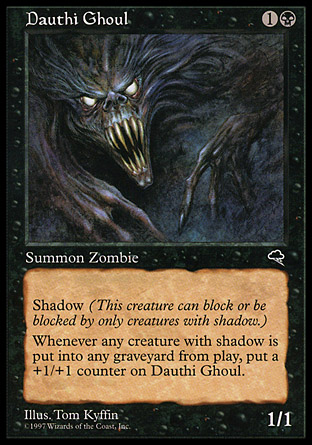 Dauthi Ghoul 1
Summon Zombie
Shadow (This creature can block or be
blocked by only creatures with shadow.)
Whenever any creature with shadow is
put into any graveyard from play, put a
+1/+1 counter on Dauthi Ghoul.
Illus. Tom Kyffin
©1997 Wizards of the Coast, Inc.
1/1